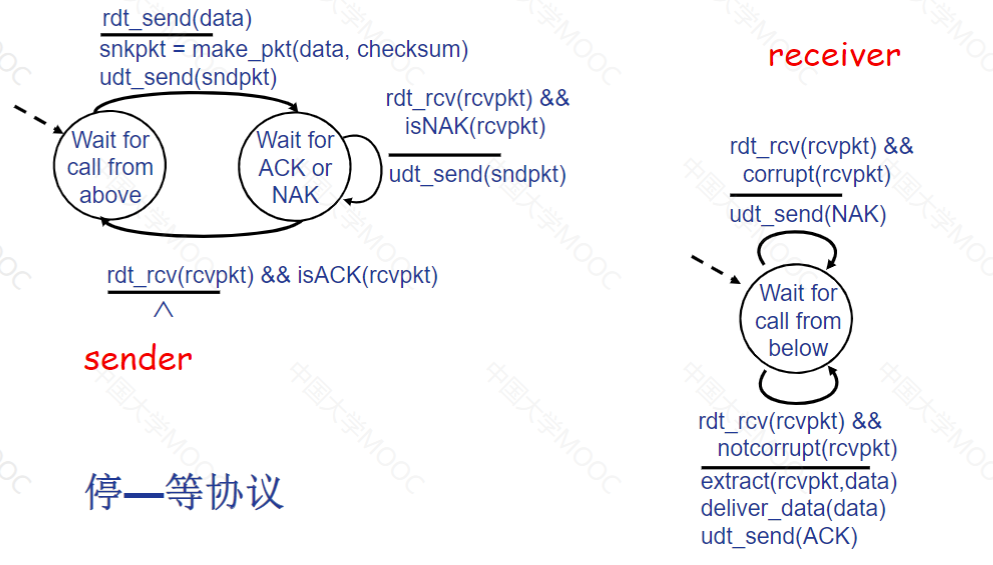 rdt_send(data)
snkpkt = make_pkt(data, checksum)
udt_send(sndpkt)
Wait for
call from
above
Wait for
ACK or
NAK
rdt_rcv(rcvpkt) &&
isNAK(rcvpkt)
udt_send(sndpkt)
rdt_rcv(rcvpkt) && isACK(rcvpkt)
Λ
sender
停—等协议
receiver
rdt_rcv(rcvpkt) &&
corrupt(rcvpkt)
udt_send(NAK)
Wait for
call from
below
rdt_rcv(rcvpkt) &&
notcorrupt(rcvpkt)
extract(rcvpkt,data)
deliver_data(data)
udt_send(ACK)
中国大学MOOC